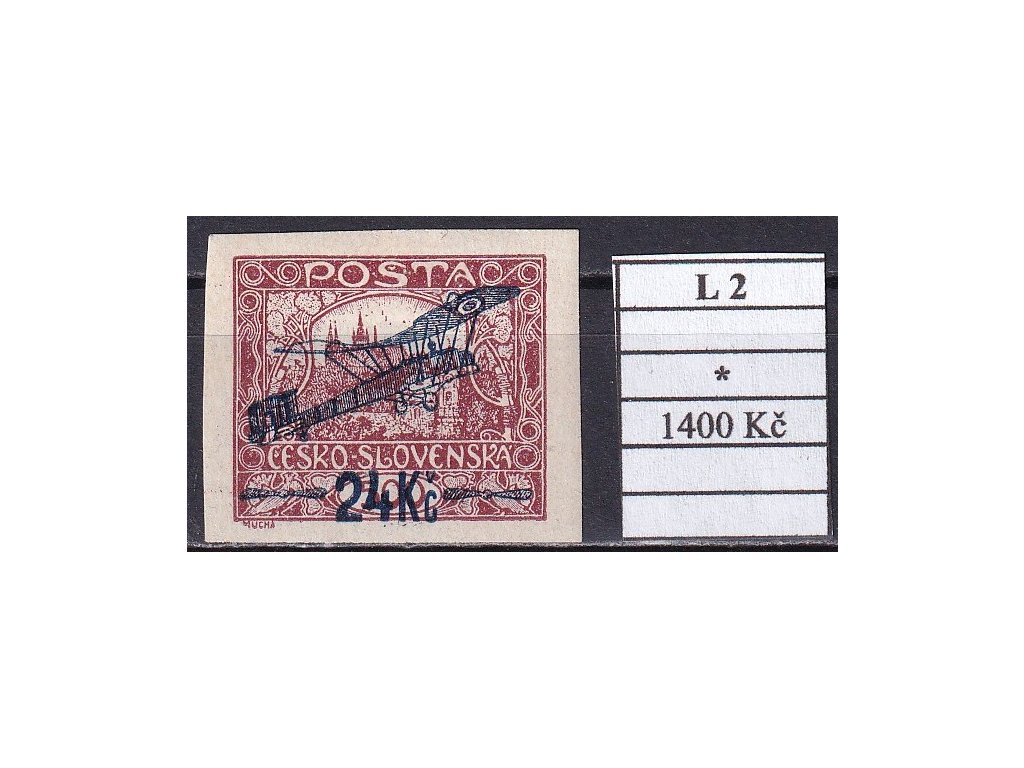 POSTA
ČESKO-SLOVENSKÁ
24Kč
MUCHA
L 2
*
1400 Kč